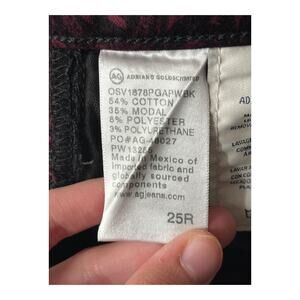 AG ADRIANO GOLDSCHMIED
OSV1878PGAPWBK
54% COTTON
35% MODAL
8% POLYESTER
3% POLYURETHANE
PO#AG-48027
PW13256
Made in Mexico of
imported fabric and
globally sourced
components
www.agjeans.com
25R